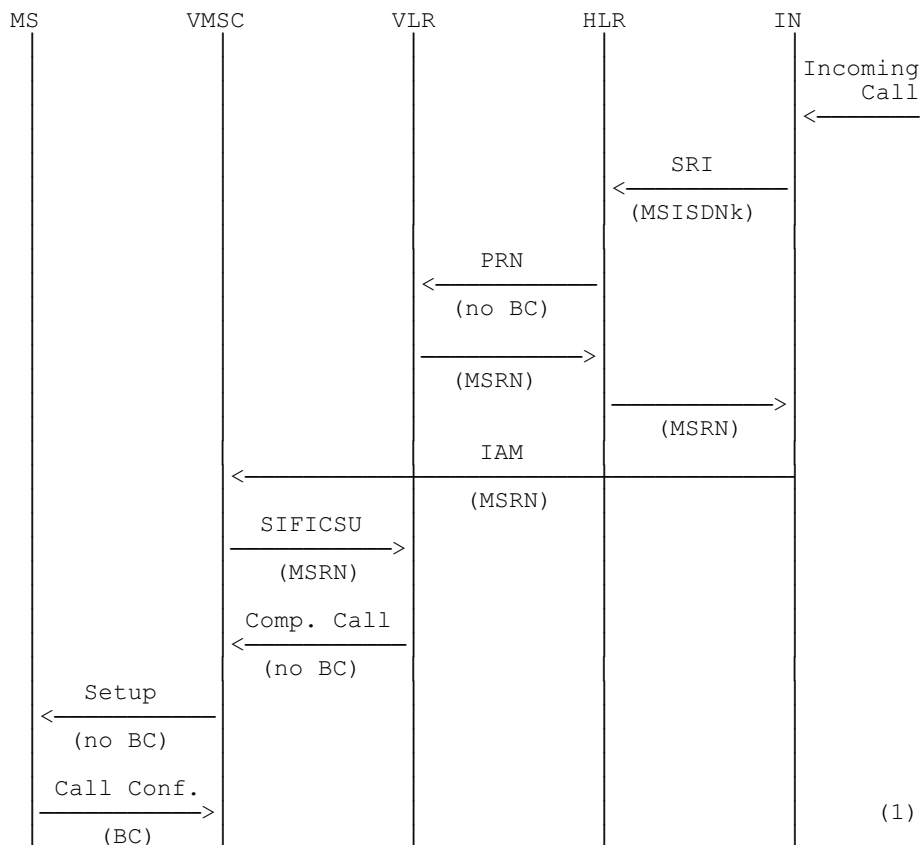 MS VMSC VLR HLR IN
Incoming
Call
SRI
(MSISDNk)
PRN
(no BC)
(MSRN)
(MSRN)
IAM
(MSRN)
SIFICSU
(MSRN)
Comp. Call
(no BC)
Setup
(no BC)
Call Conf.
(1)
(BC)